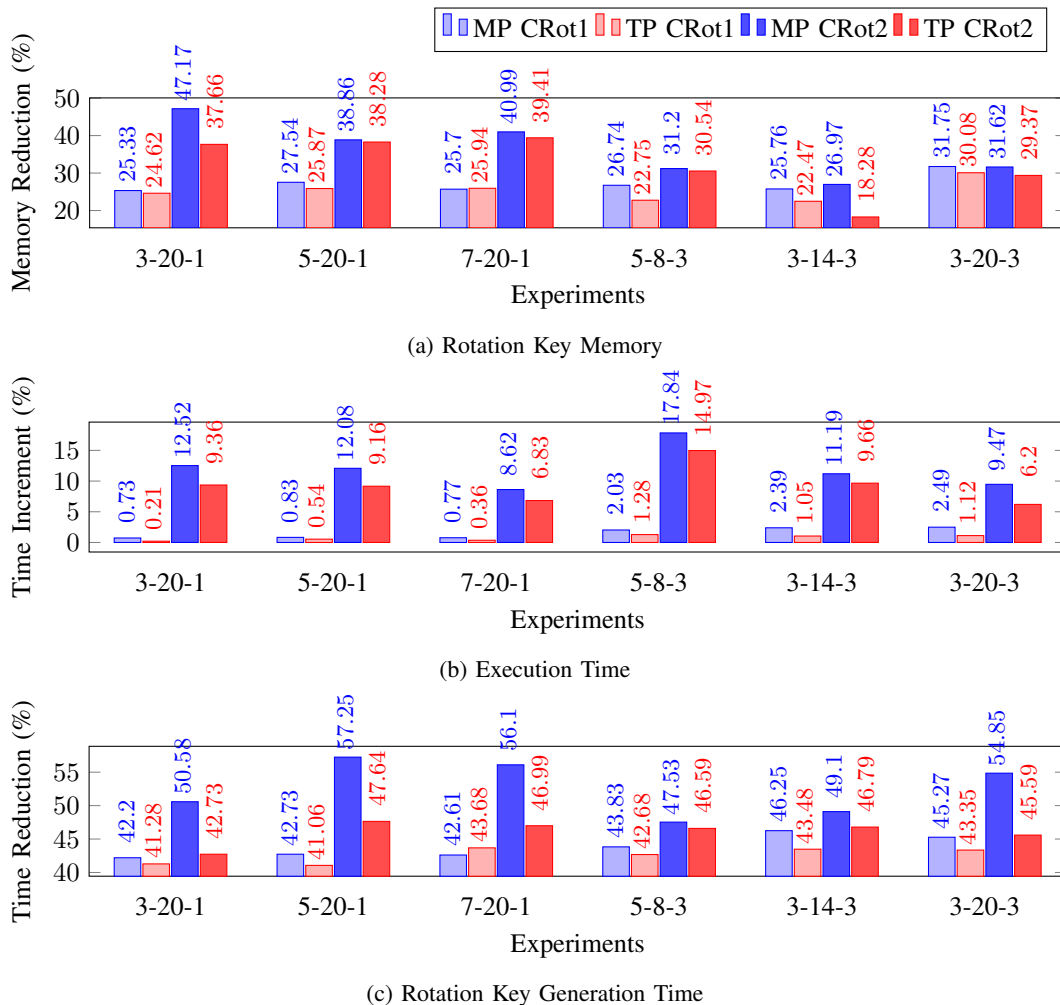 MP CRot1 TP CRot1 MP CRot2 TP CRot2
Memory Reduction (%)
50
40
30
20
25.33 24.62 47.17 37.66
27.54 25.87 38.86 38.28
25.7 25.94 40.99 39.41
26.74 22.75 31.2 30.54
25.76 22.47 26.97 18.28
31.75 30.08 31.62 29.37
3-20-1 5-20-1 7-20-1 5-8-3 3-14-3 3-20-3
Experiments
(a) Rotation Key Memory
Time Increment (%)
15
10
5
0
0.73 0.21 12.52 9.36
0.83 0.54 12.08 9.16
0.77 0.36 8.62 6.83
2.03 1.28 17.84 14.97
2.39 1.05 11.19 9.66
2.49 1.12 9.47 6.2
3-20-1 5-20-1 7-20-1 5-8-3 3-14-3 3-20-3
Experiments
(b) Execution Time
Time Reduction (%)
55
50
45
40
42.2 41.28 50.58 42.73
42.73 41.06 57.25 47.64
42.61 43.68 56.1 46.99
43.83 42.68 47.53 46.59
46.25 43.48 49.1 46.79
45.27 43.35 54.85 45.59
3-20-1 5-20-1 7-20-1 5-8-3 3-14-3 3-20-3
Experiments
(c) Rotation Key Generation Time